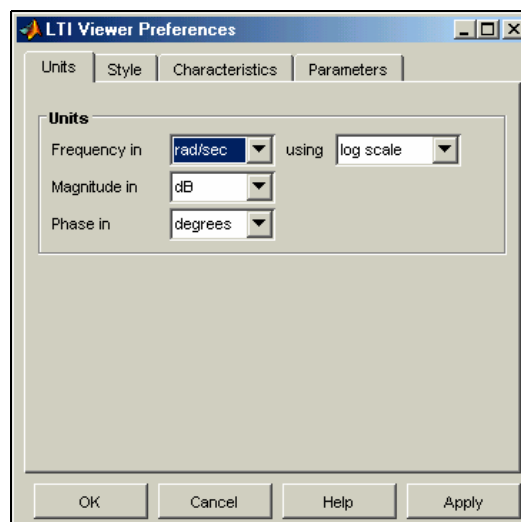 LTI Viewer Preferences
Units Style Characteristics Parameters
Units
Frequency in rad/sec using log scale
Magnitude in dB
Phase in degrees
OK Cancel Help Apply